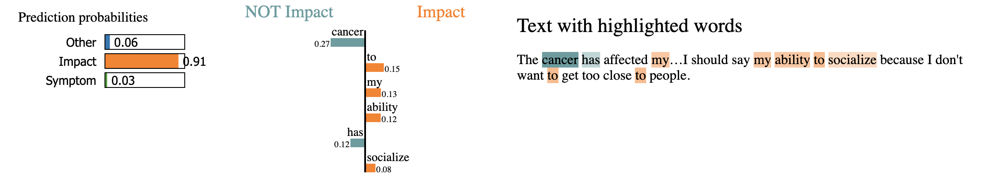 Prediction probabilities
Other 0.06
Impact 0.91
Symptom 0.03
NOT Impact Impact
cancer
0.27
to
0.15
my
0.13
ability
0.12
has
0.12
socialize
0.08
Text with highlighted words
The cancer has affected my…I should say my ability to socialize because I don't
want to get too close to people.